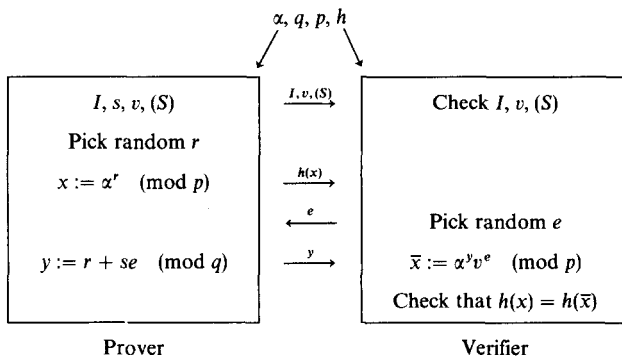 α, q, p, h
I, s, v, (S)
I, v, (S)
Check I, v, (S)
Pick random r
x := α^r (mod p)
h(x)
e
Pick random e
y := r + se (mod q)
y
x̅ := α^y v^e (mod p)
Check that h(x) = h(x̅)
Prover
Verifier